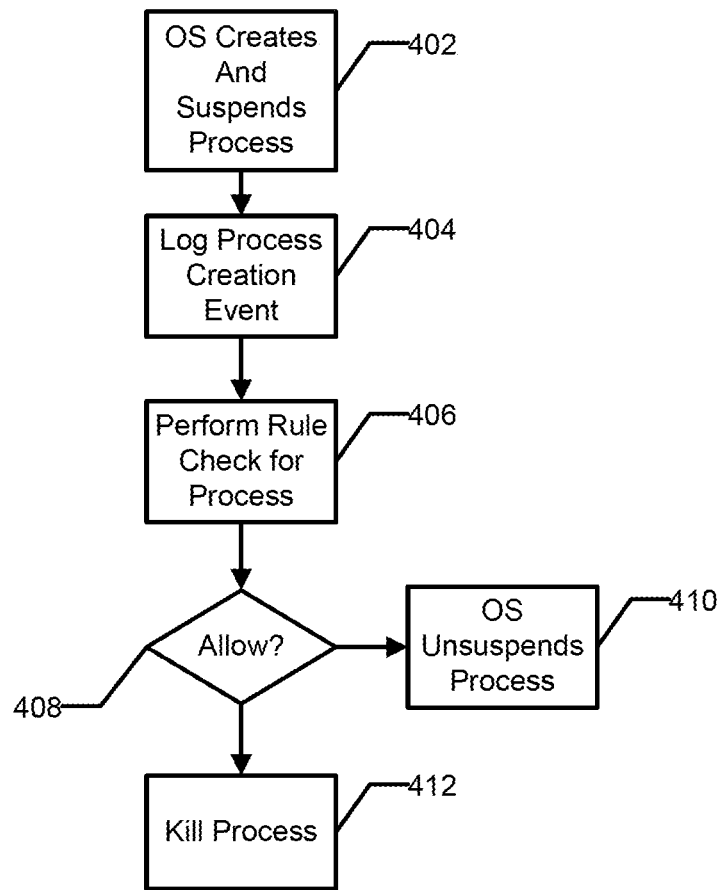 OS Creates
And
Suspends
Process
402
Log Process
Creation
Event
404
Perform Rule
Check for
Process
406
Allow?
408
OS
Unsuspends
Process
410
Kill Process
412